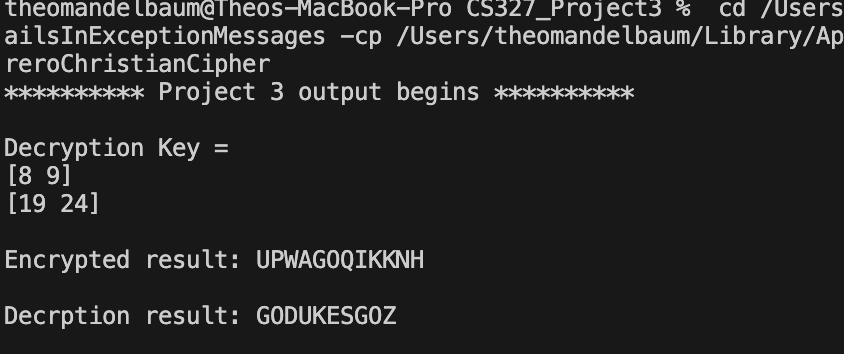 theomandelbaum@Theos-MacBook-Pro CS327_Project3 %  cd /Users
ailsInExceptionMessages -cp /Users/theomandelbaum/Library/Ap
reroChristianCipher
********** Project 3 output begins **********
Decryption Key =
[8 9]
[19 24]
Encrypted result: UPWAGOQIKKNH
Decrption result: GODUKESGOZ